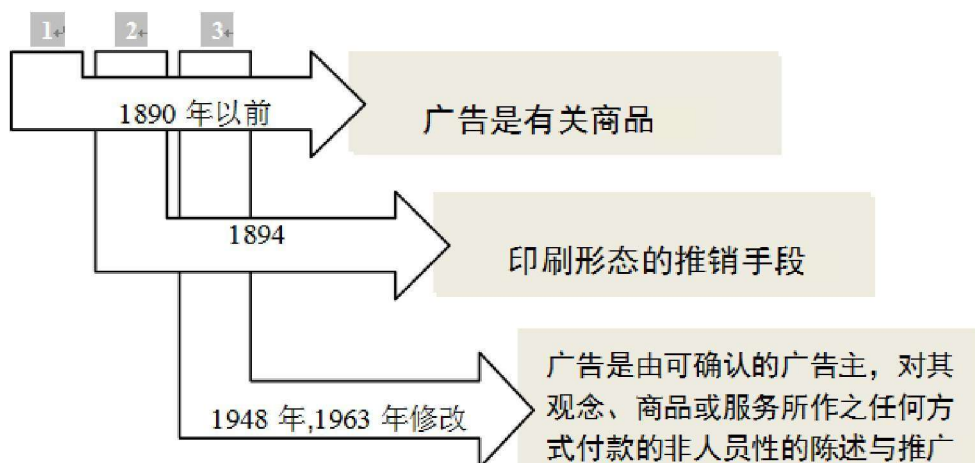 1
2
3
1890 年以前
广告是有关商品
1894
印刷形态的推销手段
1948 年,1963 年修改
广告是由可确认的广告主，对其
观念、商品或服务所作之任何方
式付款的非人员性的陈述与推广